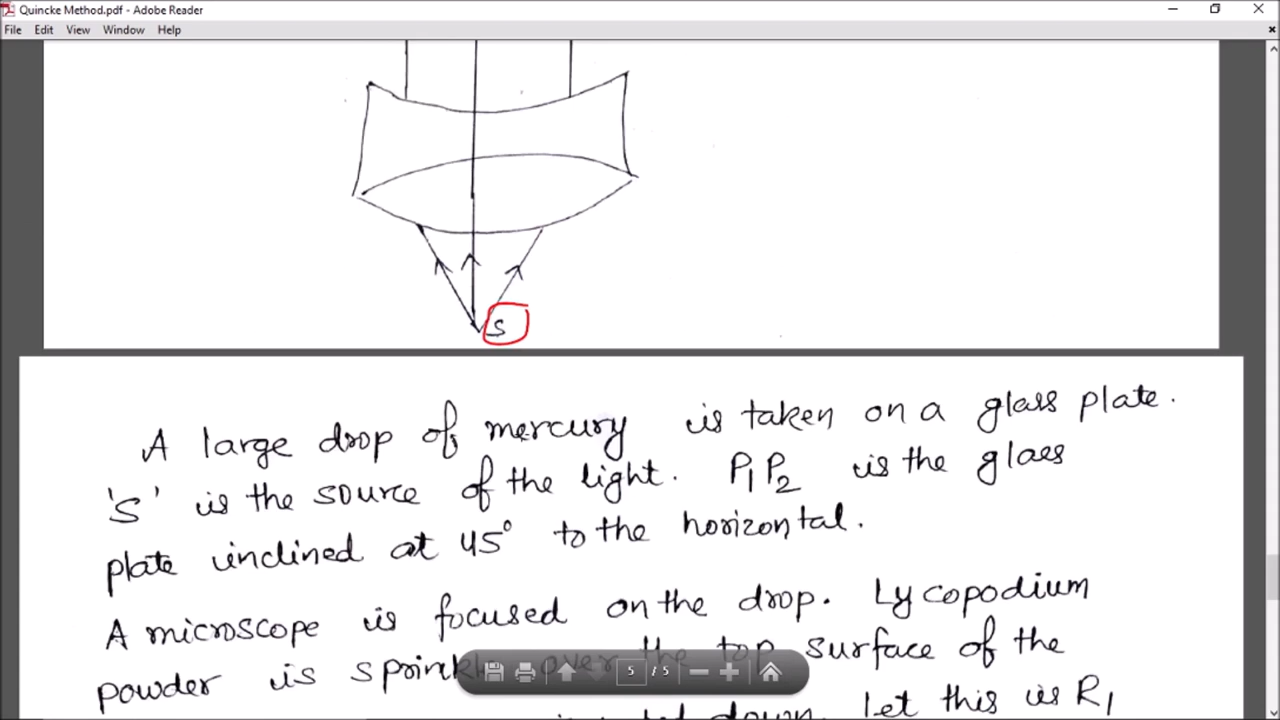 Quincke Method.pdf - Adobe Reader
File Edit View Window Help
S
A large drop of mercury is taken on a glass plate.
'S' is the source of the light. P1P2 is the glass
plate inclined at 45° to the horizontal.
A microscope is focused on the drop. Lycopodium
powder is over the top surface of the
down. Let this is R1
5 / 5